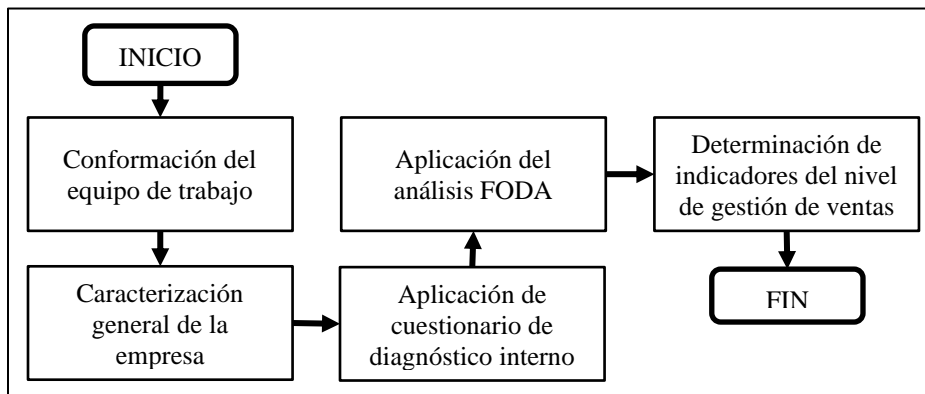 INICIO
Conformación del
equipo de trabajo
Caracterización
general de la
empresa
Aplicación de
cuestionario de
diagnóstico interno
Aplicación del
análisis FODA
Determinación de
indicadores del nivel
de gestión de ventas
FIN